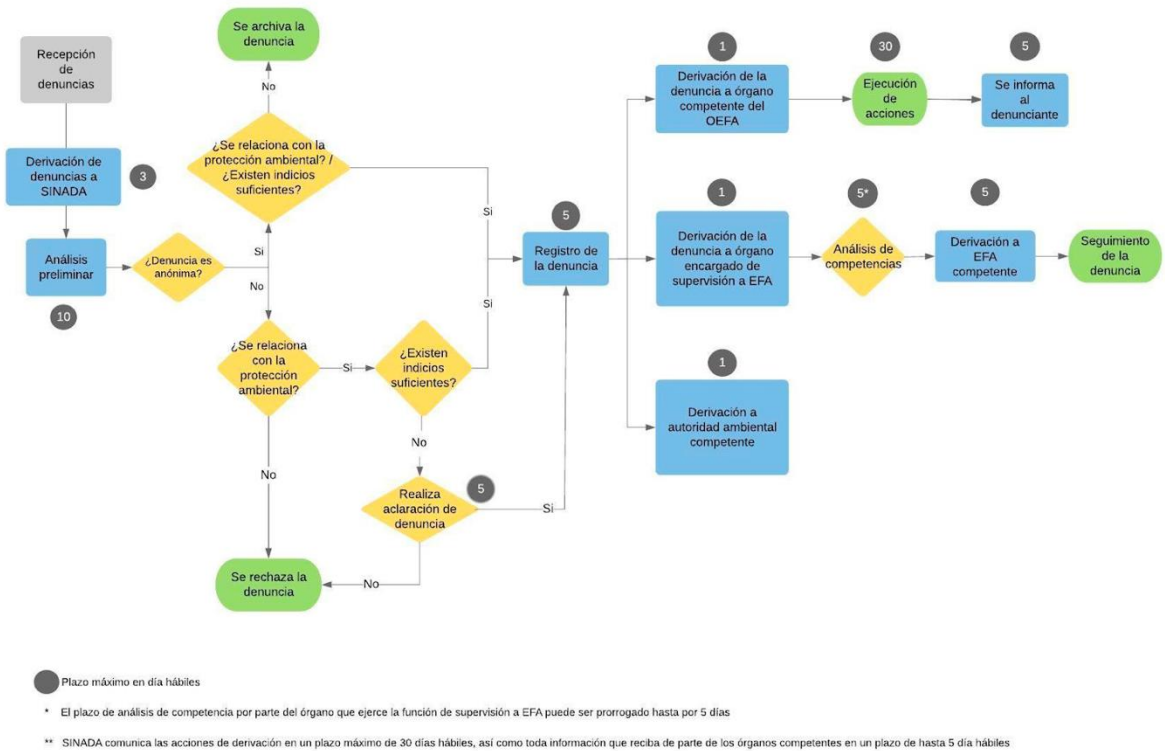 Recepción
de
denuncias
Derivación de
denuncias a
SINADA
3
Análisis
preliminar
10
¿Denuncia es
anónima?
Si
No
¿Se relaciona con la
protección ambiental? /
¿Existen indicios
suficientes?
No
Se archiva la
denuncia
Si
¿Se relaciona
con la
protección
ambiental?
Si
No
¿Existen
indicios
suficientes?
Si
No
Realiza
aclaración de
denuncia
5
Si
No
Se rechaza la
denuncia
5
Registro de
la denuncia
1
Derivación de la
denuncia a órgano
competente del
OEFA
30
Ejecución
de
acciones
5
Se informa
al
denunciante
1
Derivación de la
denuncia a órgano
encargado de
supervisión a EFA
5*
Análisis de
competencias
5
Derivación a
EFA
competente
Seguimiento
de la
denuncia
1
Derivación a
autoridad ambiental
competente
Plazo máximo en día hábiles
* El plazo de análisis de competencia por parte del órgano que ejerce la función de supervisión a EFA puede ser prorrogado hasta por 5 días
** SINADA comunica las acciones de derivación en un plazo máximo de 30 días hábiles, así como toda información que reciba de parte de los órganos competentes en un plazo de hasta 5 día hábiles